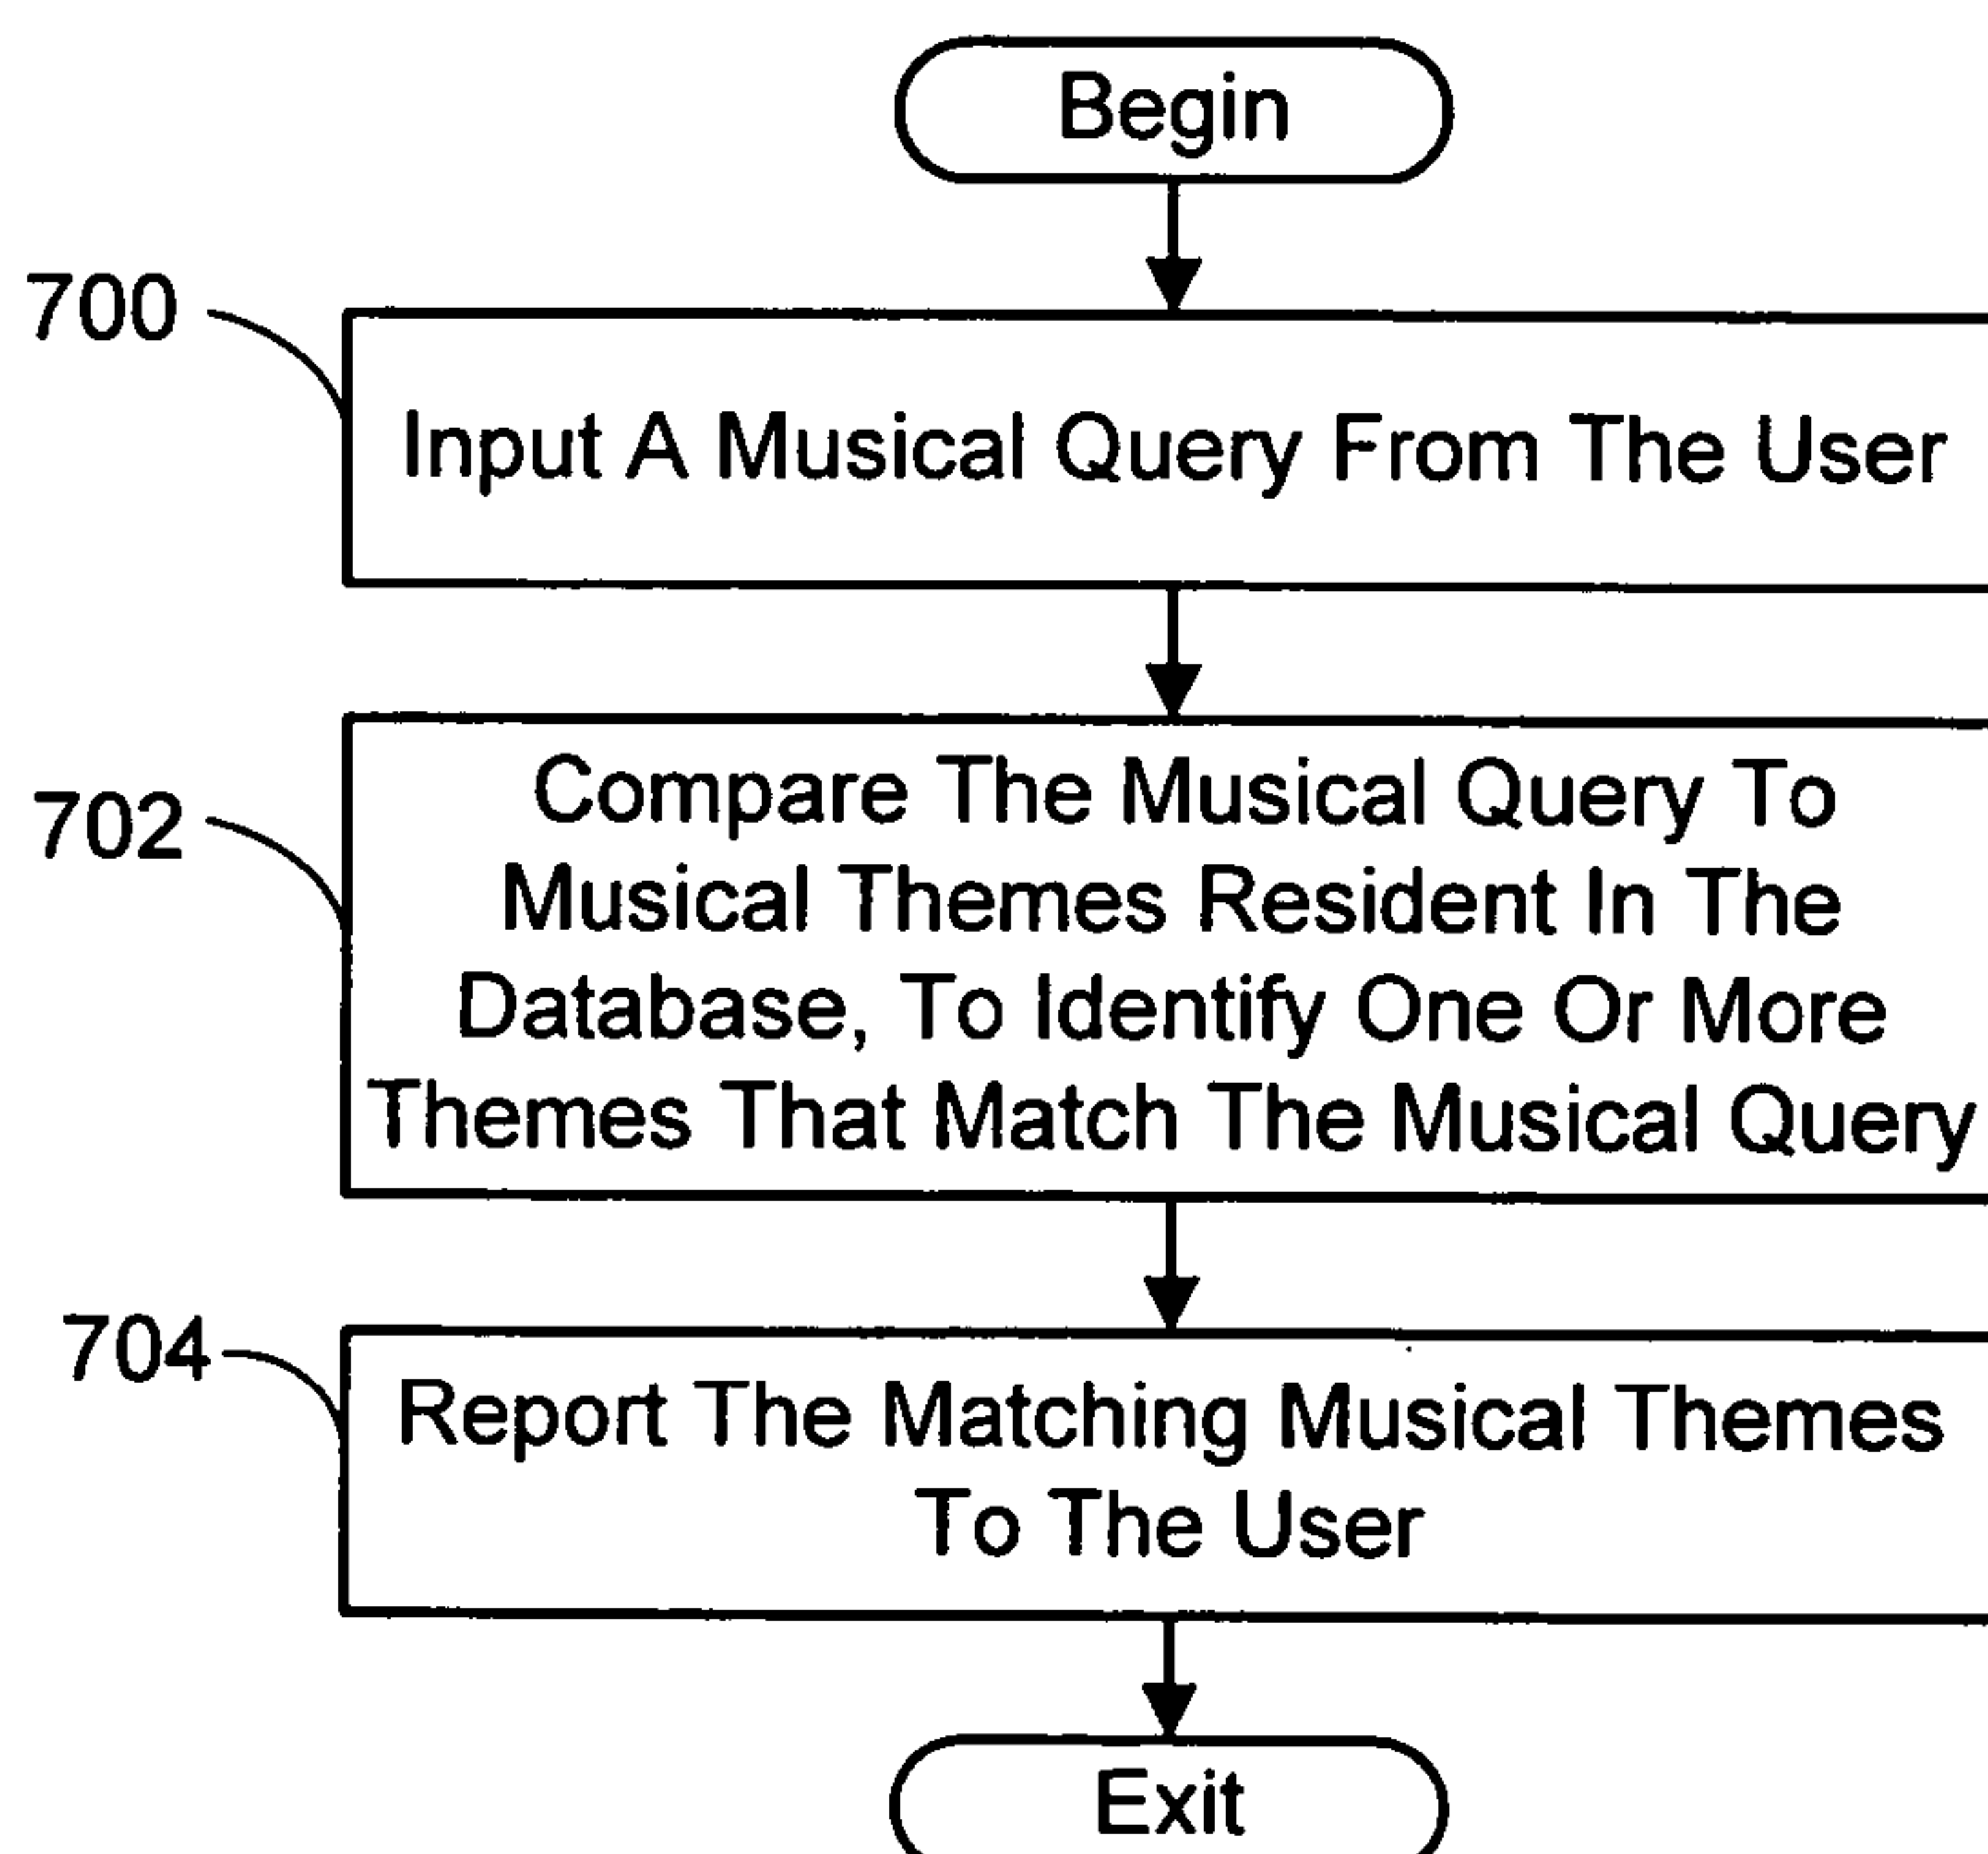 Begin
700
Input A Musical Query From The User
702
Compare The Musical Query To
Musical Themes Resident In The
Database, To Identify One Or More
Themes That Match The Musical Query
704
Report The Matching Musical Themes
To The User
Exit